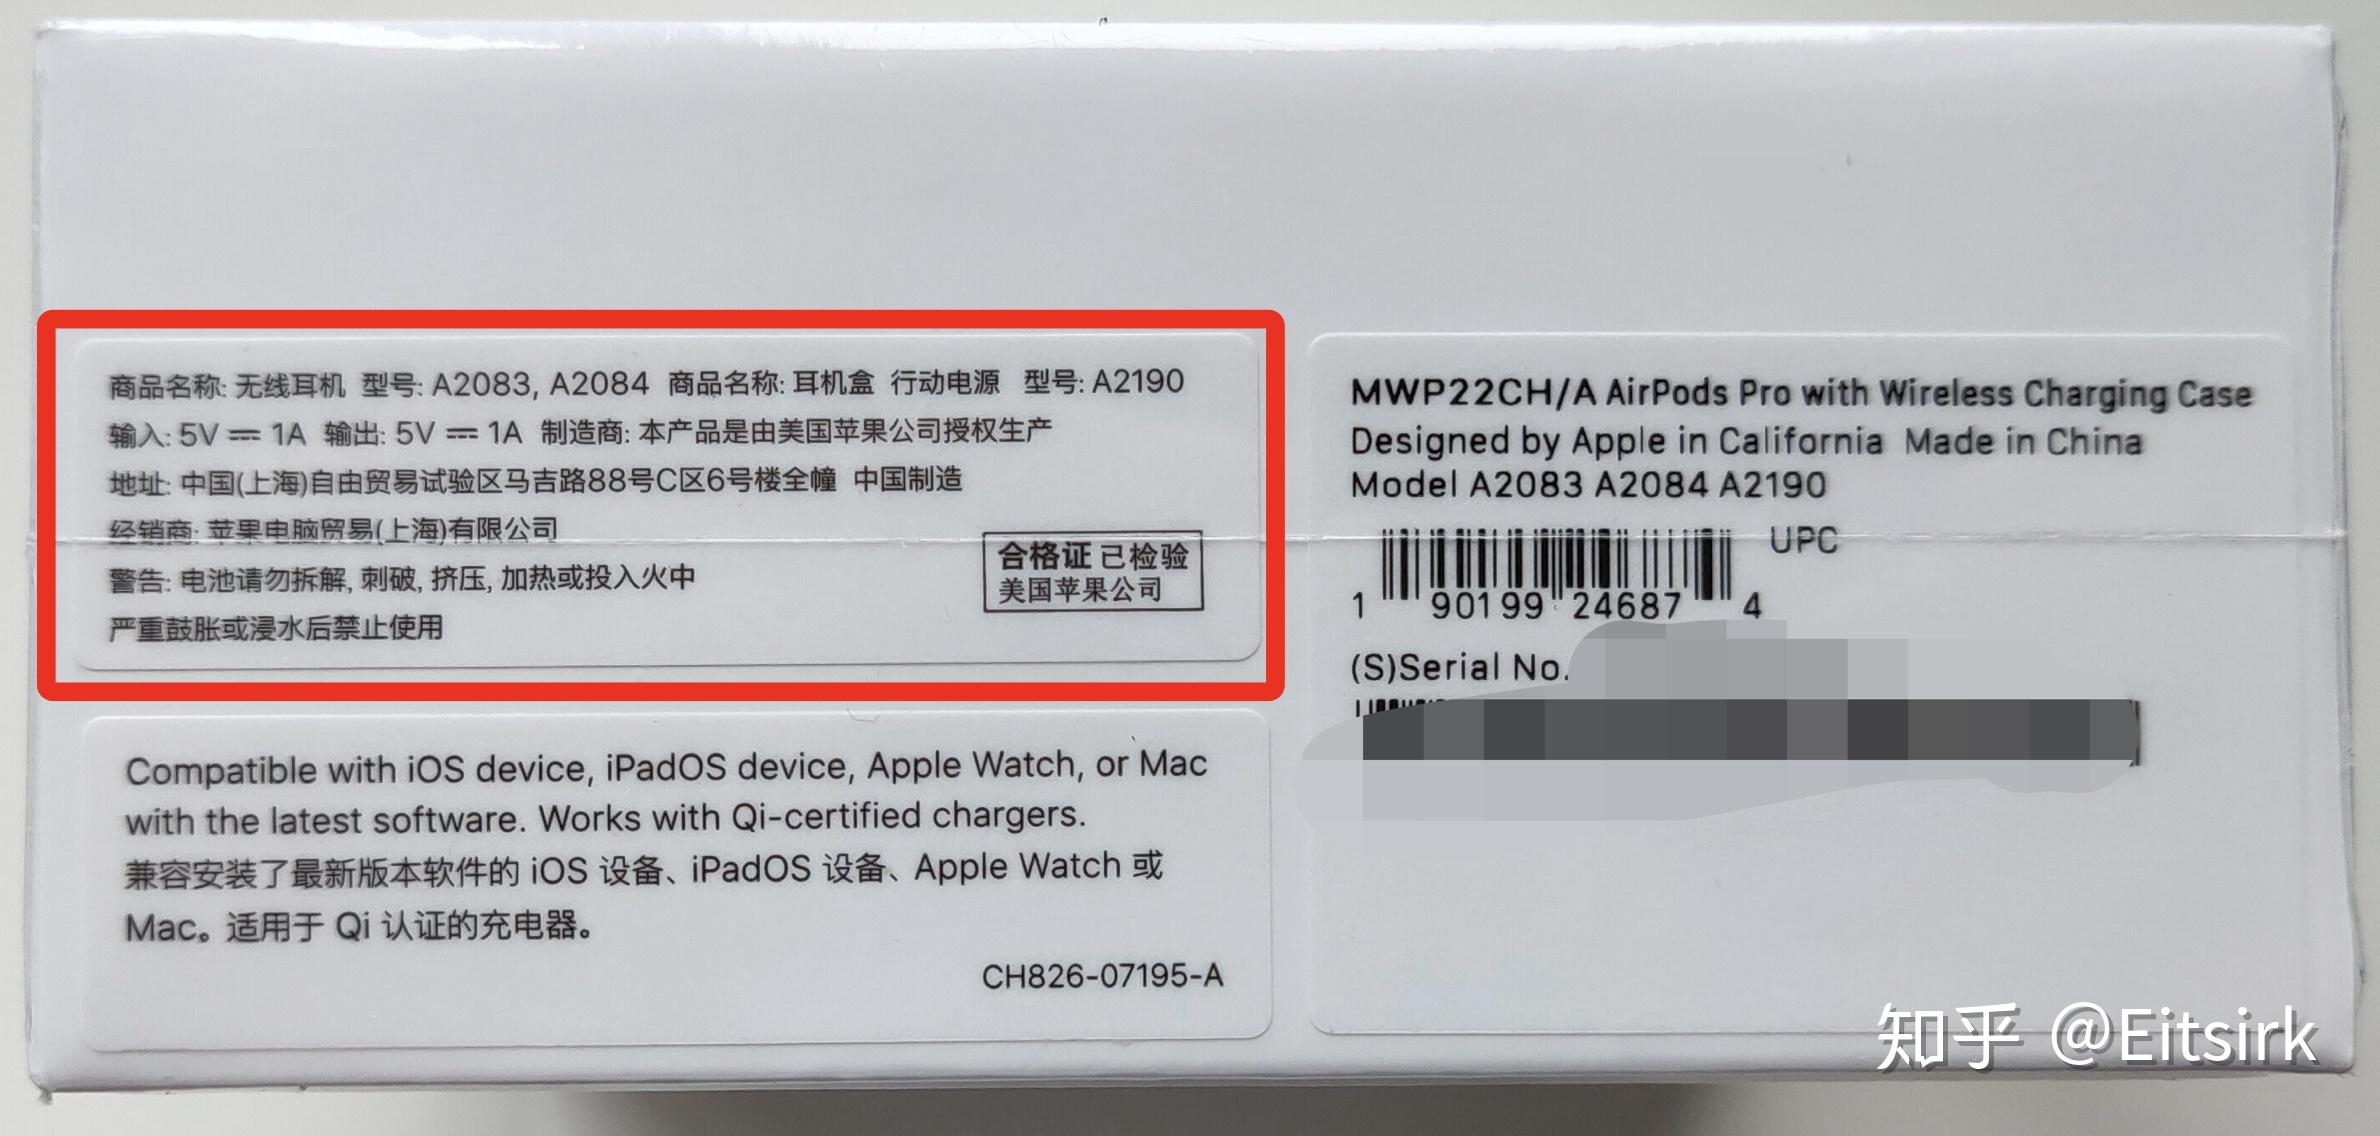 商品名称: 无线耳机 型号: A2083, A2084 商品名称: 耳机盒 行动电源 型号: A2190
输入: 5V ⎓ 1A 输出: 5V ⎓ 1A 制造商: 本产品是由美国苹果公司授权生产
地址: 中国(上海)自由贸易试验区马吉路88号C区6号楼全幢 中国制造
经销商: 苹果电脑贸易(上海)有限公司
警告: 电池请勿拆解, 刺破, 挤压, 加热或投入火中
严重鼓胀或浸水后禁止使用
合格证 已检验
美国苹果公司
Compatible with iOS device, iPadOS device, Apple Watch, or Mac
with the latest software. Works with Qi-certified chargers.
兼容安装了最新版本软件的 iOS 设备、iPadOS 设备、Apple Watch 或
Mac。适用于 Qi 认证的充电器。
CH826-07195-A
MWP22CH/A AirPods Pro with Wireless Charging Case
Designed by Apple in California Made in China
Model A2083 A2084 A2190
UPC
1 90199 24687 4
(S)Serial No.
知乎 @Eitsirk